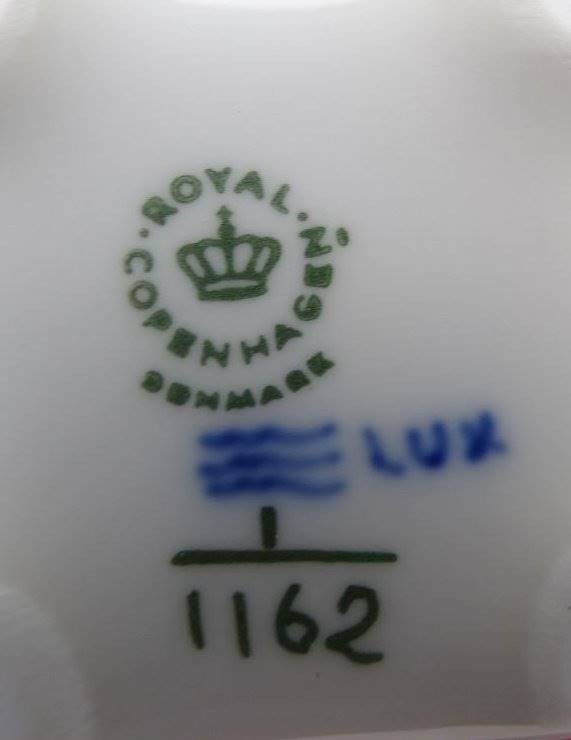 ROYAL
COPENHAGEN
DENMARK
LUX
1
1162